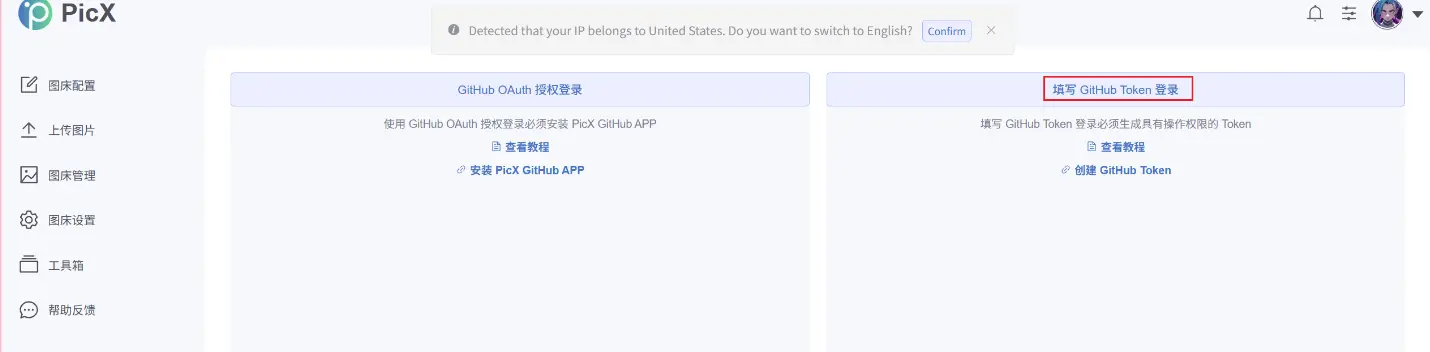 PicX
Detected that your IP belongs to United States. Do you want to switch to English? Confirm
图床配置
上传图片
图床管理
图床设置
工具箱
帮助反馈
GitHub OAuth 授权登录
使用 GitHub OAuth 授权登录必须安装 PicX GitHub APP
查看教程
安装 PicX GitHub APP
填写 GitHub Token 登录
填写 GitHub Token 登录必须生成具有操作权限的 Token
查看教程
创建 GitHub Token